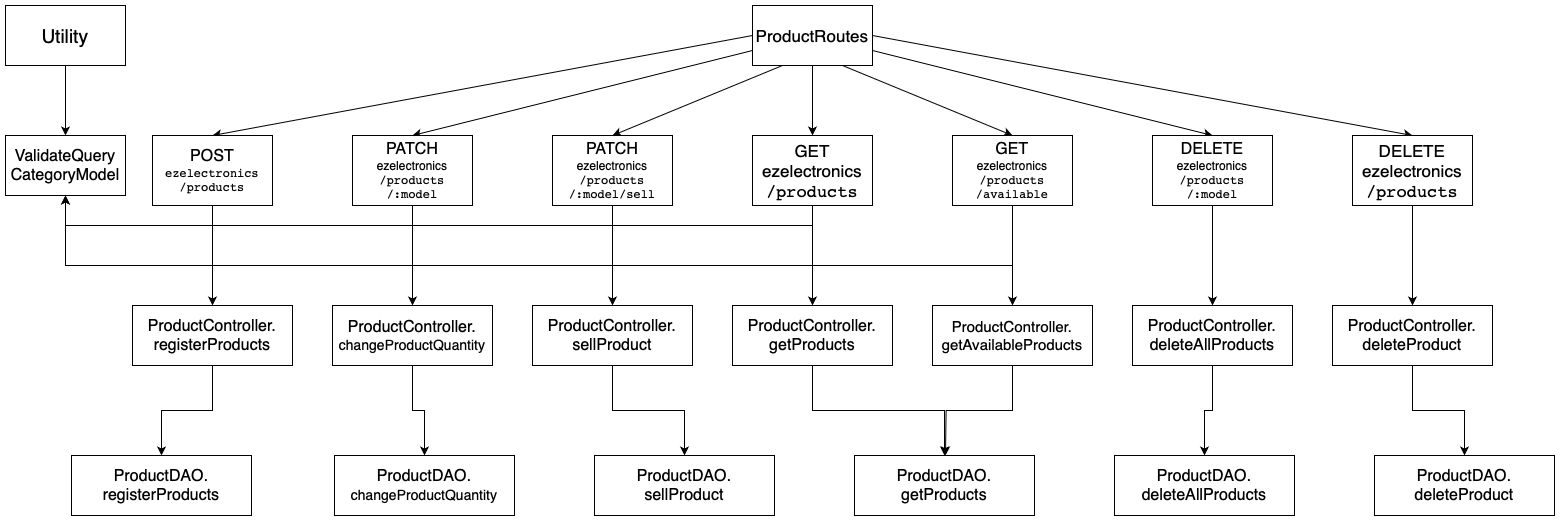 Utility
ProductRoutes
ValidateQuery
CategoryModel
POST
ezelectronics
/products
PATCH
ezelectronics
/products
/:model
PATCH
ezelectronics
/products
/:model/sell
GET
ezelectronics
/products
GET
ezelectronics
/products
/available
DELETE
ezelectronics
/products
/:model
DELETE
ezelectronics
/products
ProductController.
registerProducts
ProductController.
changeProductQuantity
ProductController.
sellProduct
ProductController.
getProducts
ProductController.
getAvailableProducts
ProductController.
deleteAllProducts
ProductController.
deleteProduct
ProductDAO.
registerProducts
ProductDAO.
changeProductQuantity
ProductDAO.
sellProduct
ProductDAO.
getProducts
ProductDAO.
deleteAllProducts
ProductDAO.
deleteProduct